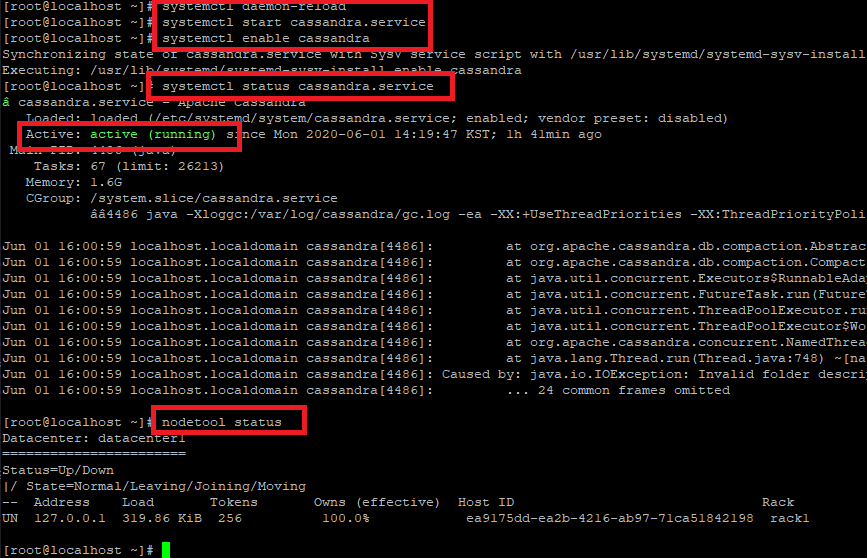 [root@localhost ~]# systemctl daemon-reload
[root@localhost ~]# systemctl start cassandra.service
[root@localhost ~]# systemctl enable cassandra
Synchronizing state of cassandra.service with SysV service script with /usr/lib/systemd/systemd-sysv-install
Executing: /usr/lib/systemd/systemd-sysv-install enable cassandra
[root@localhost ~]# systemctl status cassandra.service
â cassandra.service - Apache Cassandra
Loaded: loaded (/etc/systemd/system/cassandra.service; enabled; vendor preset: disabled)
Active: active (running) since Mon 2020-06-01 14:19:47 KST; 1h 41min ago
Main PID: 4486 (java)
Tasks: 67 (limit: 26213)
Memory: 1.6G
CGroup: /system.slice/cassandra.service
ââ4486 java -Xloggc:/var/log/cassandra/gc.log -ea -XX:+UseThreadPriorities -XX:ThreadPriorityPoli
Jun 01 16:00:59 localhost.localdomain cassandra[4486]: at org.apache.cassandra.db.compaction.Abstrac
Jun 01 16:00:59 localhost.localdomain cassandra[4486]: at org.apache.cassandra.db.compaction.Compact
Jun 01 16:00:59 localhost.localdomain cassandra[4486]: at java.util.concurrent.Executors$RunnableAda
Jun 01 16:00:59 localhost.localdomain cassandra[4486]: at java.util.concurrent.FutureTask.run(Future
Jun 01 16:00:59 localhost.localdomain cassandra[4486]: at java.util.concurrent.ThreadPoolExecutor.ru
Jun 01 16:00:59 localhost.localdomain cassandra[4486]: at java.util.concurrent.ThreadPoolExecutor$Wo
Jun 01 16:00:59 localhost.localdomain cassandra[4486]: at org.apache.cassandra.concurrent.NamedThrea
Jun 01 16:00:59 localhost.localdomain cassandra[4486]: at java.lang.Thread.run(Thread.java:748) ~[na
Jun 01 16:00:59 localhost.localdomain cassandra[4486]: Caused by: java.io.IOException: Invalid folder descri
Jun 01 16:00:59 localhost.localdomain cassandra[4486]: ... 24 common frames omitted
[root@localhost ~]# nodetool status
Datacenter: datacenter1
=======================
Status=Up/Down
|/ State=Normal/Leaving/Joining/Moving
-- Address Load Tokens Owns (effective) Host ID Rack
UN 127.0.0.1 319.86 KiB 256 100.0% ea9175dd-ea2b-4216-ab97-71ca51842198 rack1
[root@localhost ~]#